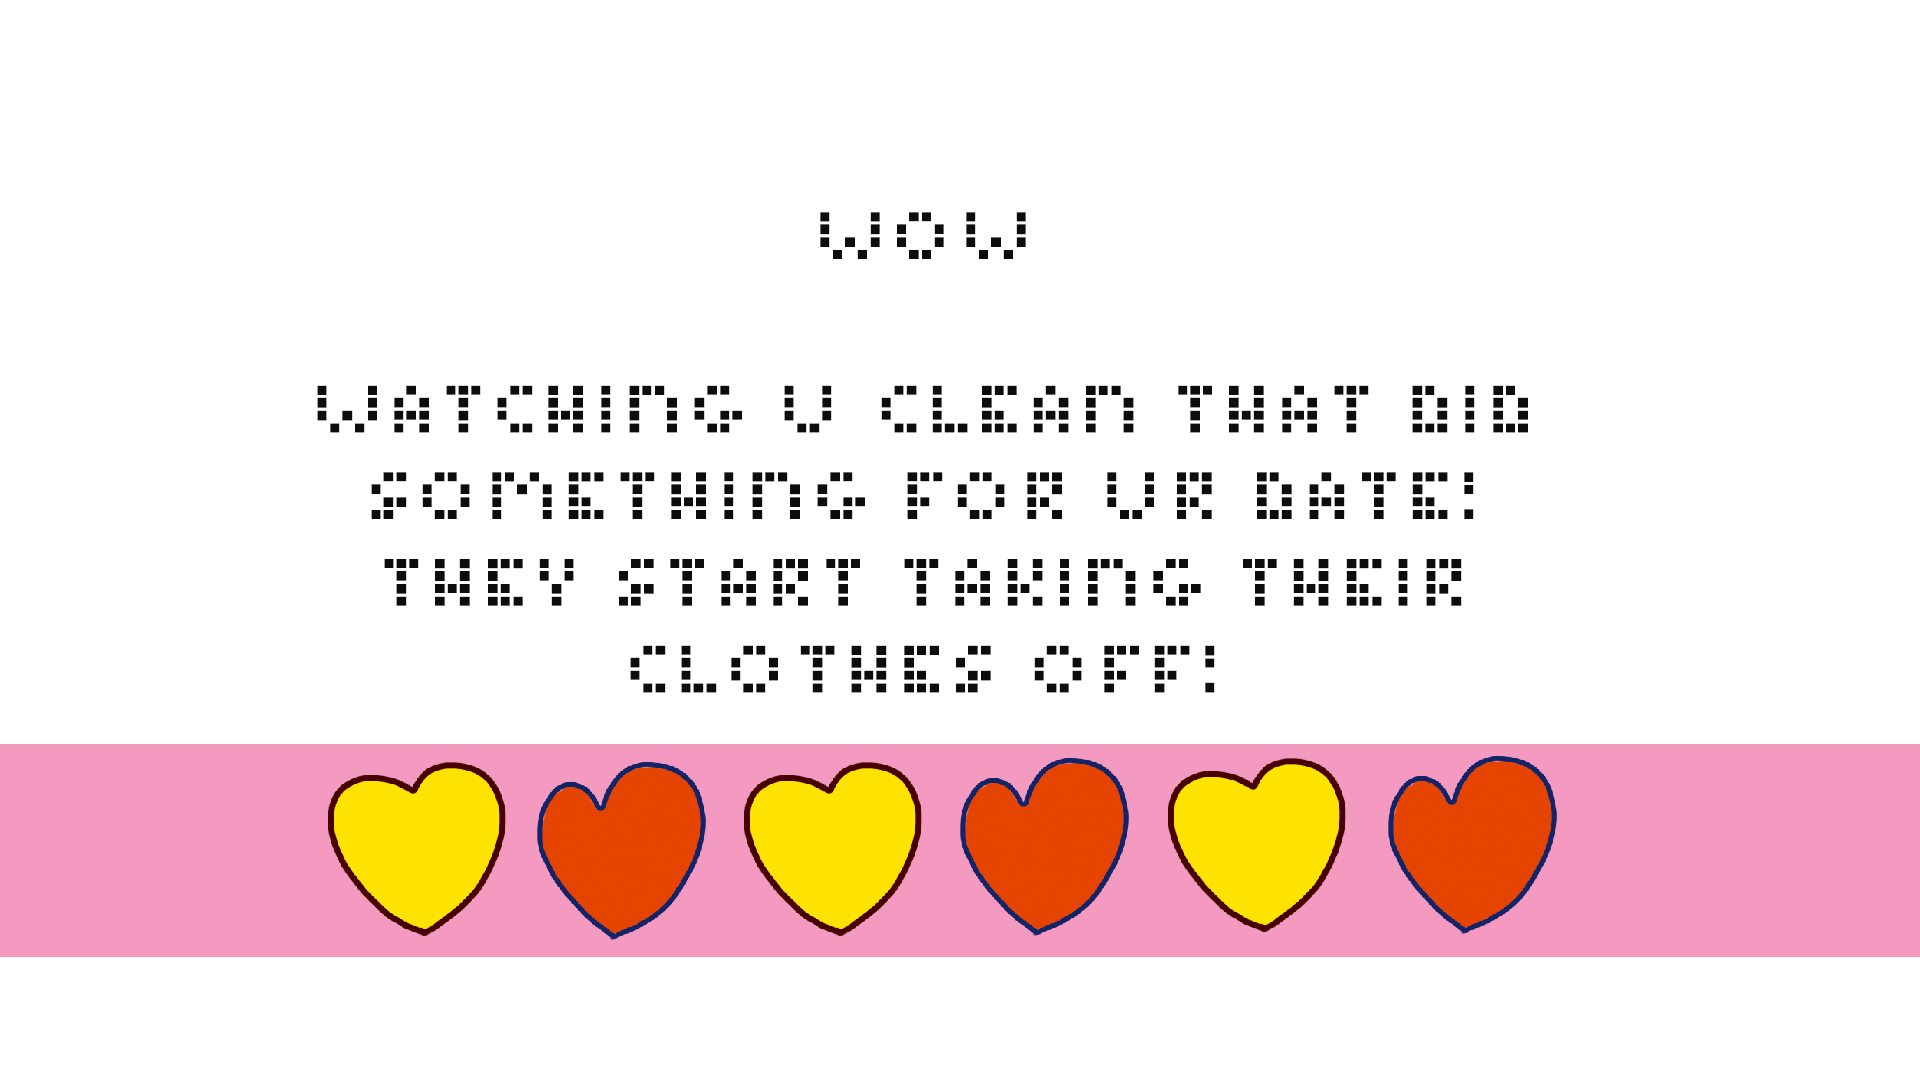 WOW
WATCHING U CLEAN THAT DID
SOMETHING FOR UR DATE!
THEY START TAKING THEIR
CLOTHES OFF!